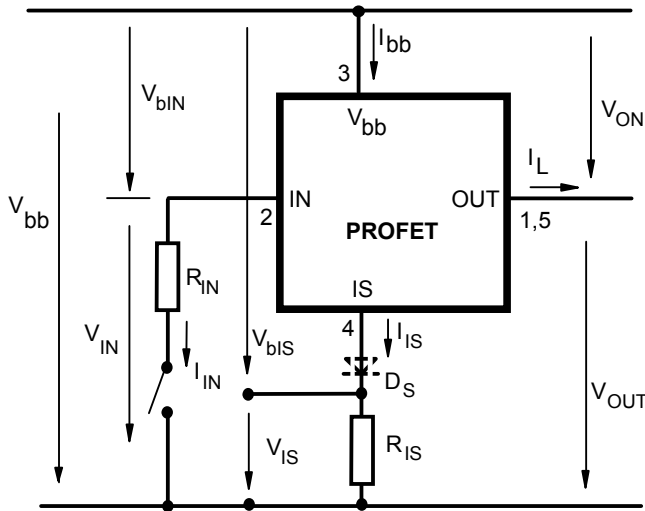 I_bb
3
V_bb
V_bIN
V_ON
I_L
IN
OUT
V_bb
2
PROFET
1,5
R_IN
IS
4
I_IS
V_IN
V_bIS
I_IN
D_S
V_OUT
V_IS
R_IS